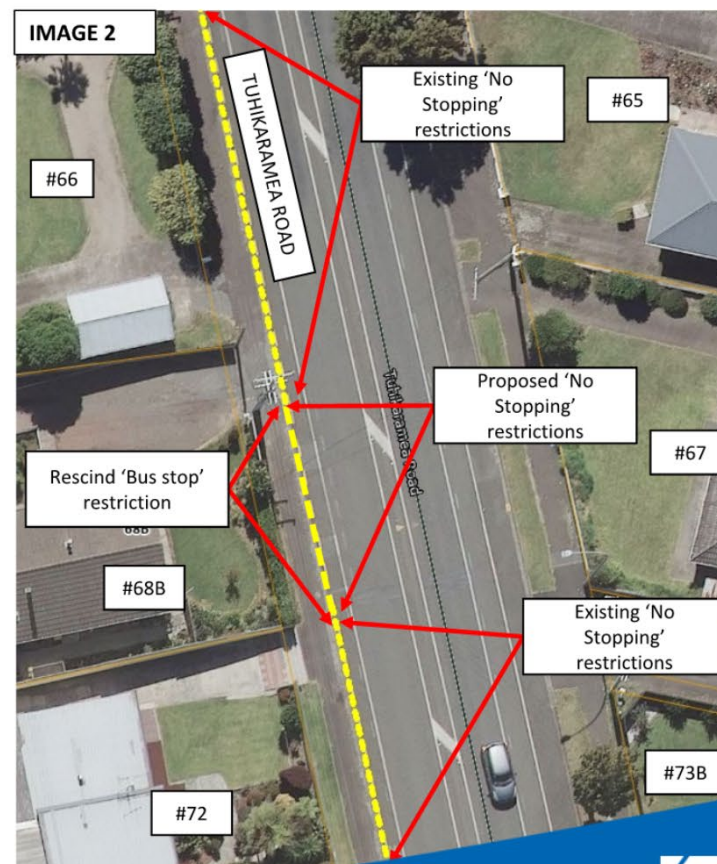 IMAGE 2
TUHIKARAMEA ROAD
Existing ‘No
Stopping’
restrictions
#65
#66
Tuhikaramea Road
Proposed ‘No
Stopping’
restrictions
#67
Rescind ‘Bus stop’
restriction
68B
#68B
Existing ‘No
Stopping’
restrictions
#72
#73B